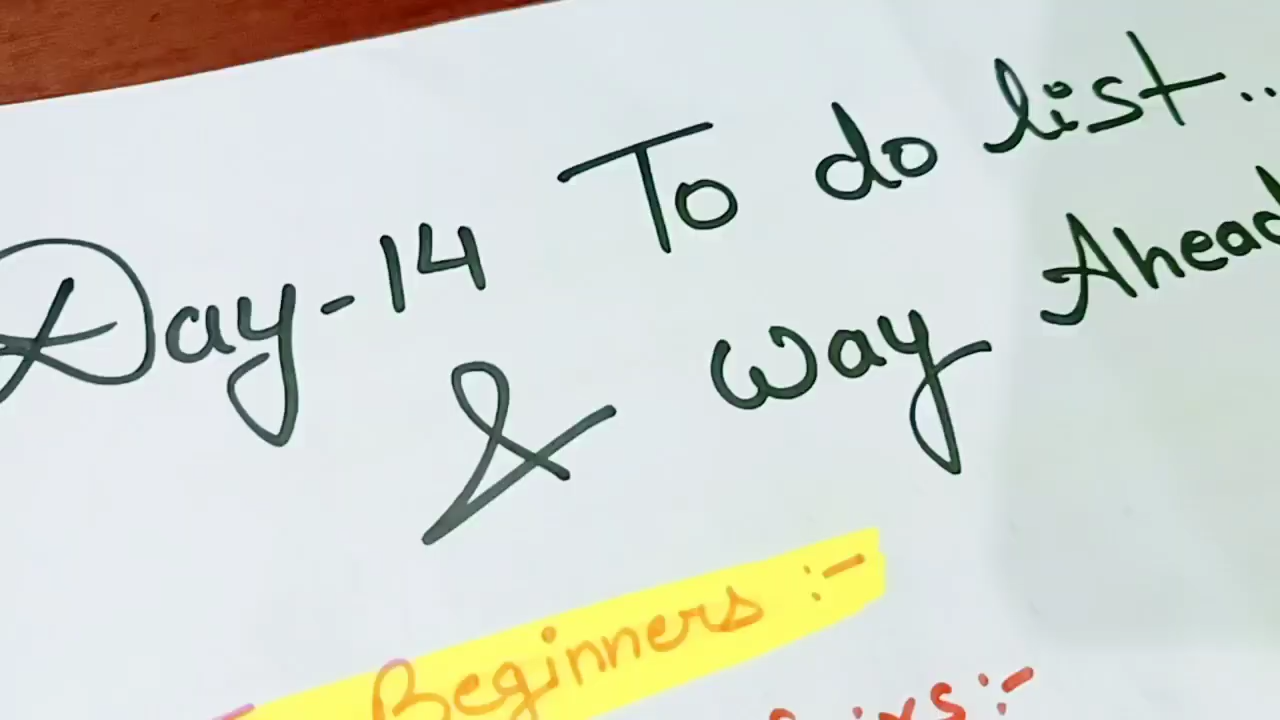 Day-14 To do list..
& Way Ahead
Beginners :-